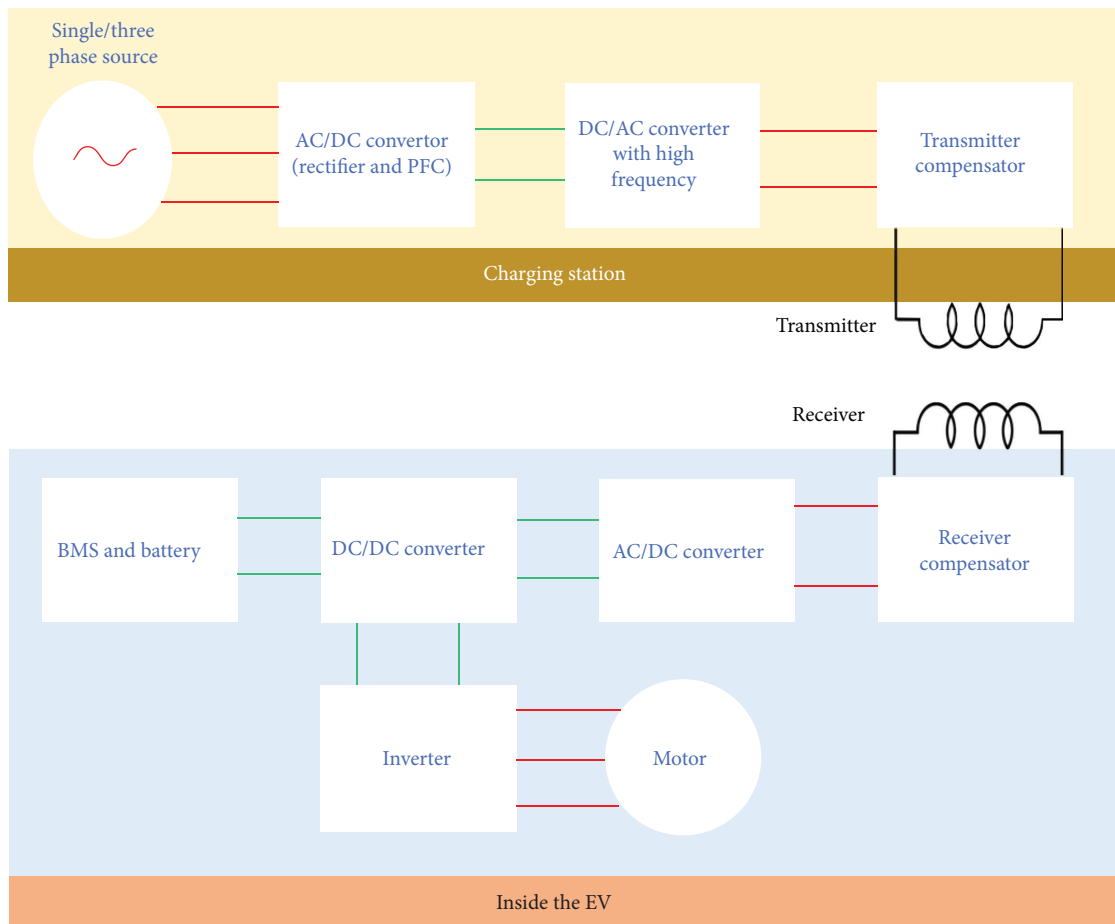 Single/three
phase source
AC/DC convertor
(rectifier and PFC)
DC/AC converter
with high
frequency
Transmitter
compensator
Charging station
Transmitter
Receiver
BMS and battery
DC/DC converter
AC/DC converter
Receiver
compensator
Inverter
Motor
Inside the EV